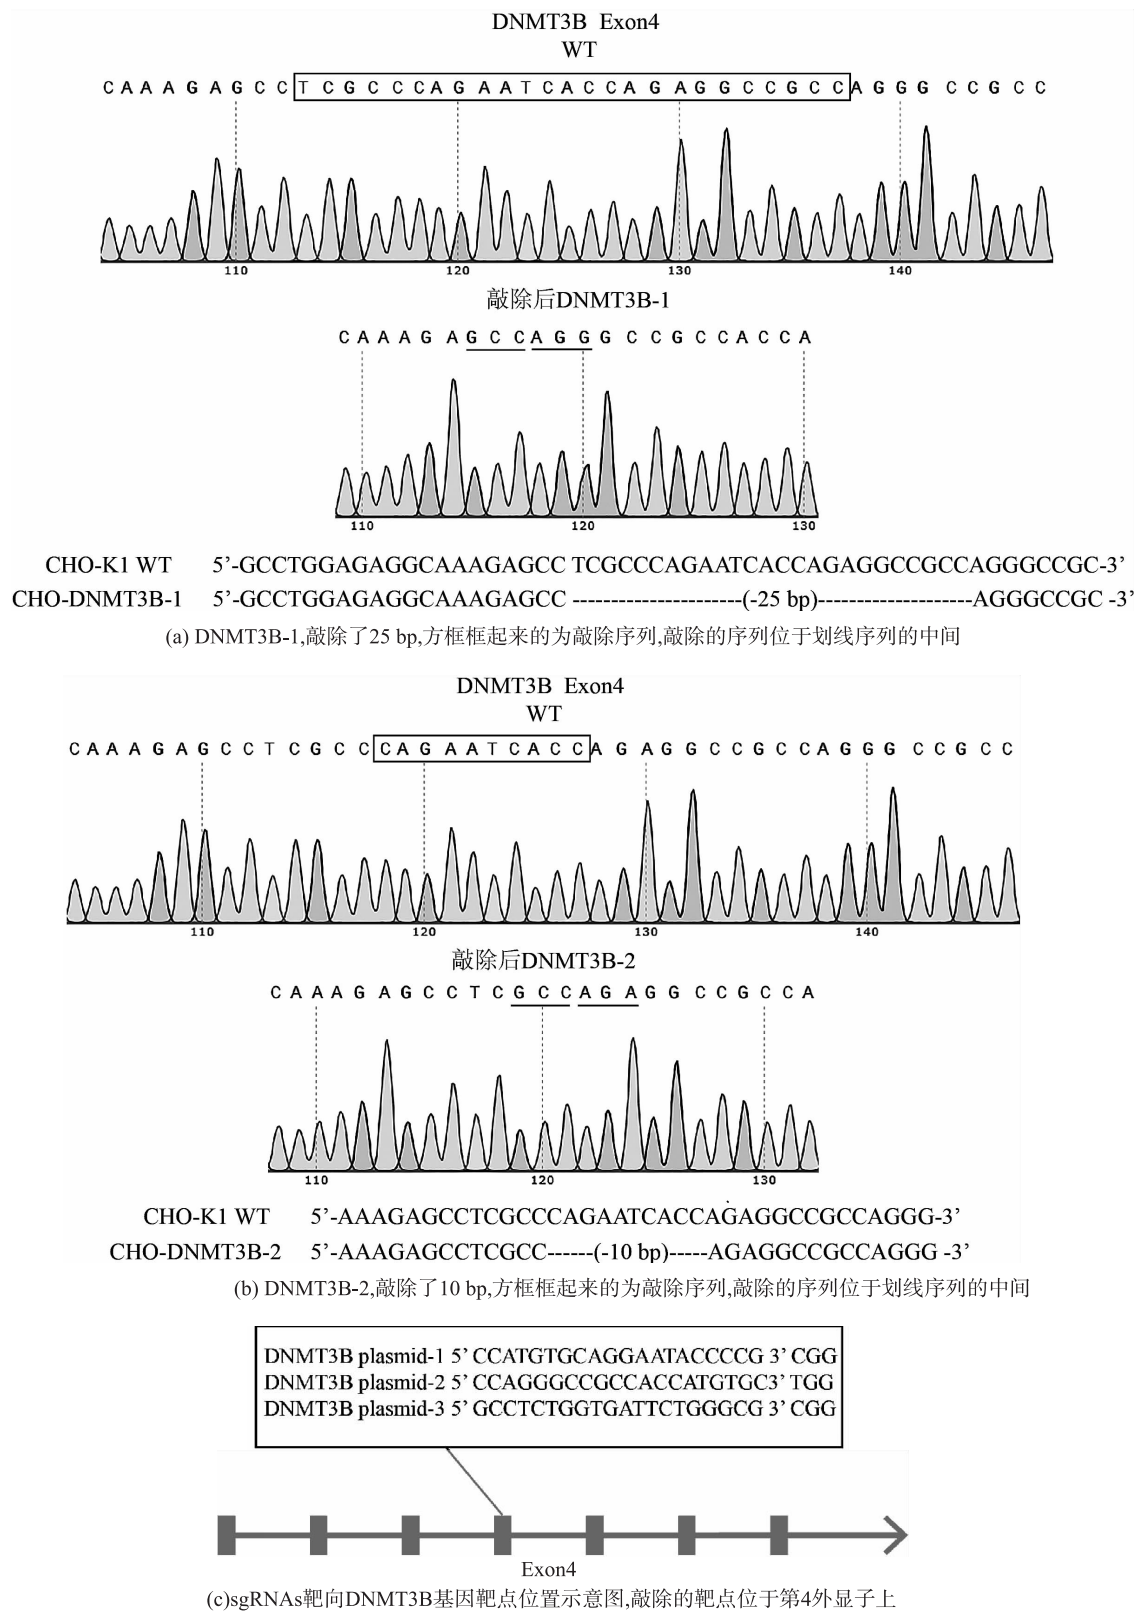 DNMT3B Exon4
WT
C A A A G A G C C T C G C C C A G A A T C A C C A G A G G C C G C C A G G G C C G C C
110 120 130 140
敲除后DNMT3B-1
C A A A G A G C C A G G G C C G C C A C C A
110 120 130
CHO-K1 WT 5’-GCCTGGAGAGGCAAAGAGCC TCGCCCAGAATCACCAGAGGCCGCCAGGGCCGC-3’
CHO-DNMT3B-1 5’-GCCTGGAGAGGCAAAGAGCC ----------------------(-25 bp)--------------------AGGGCCGC -3’
(a) DNMT3B-1,敲除了25 bp,方框框起来的为敲除序列,敲除的序列位于划线序列的中间
DNMT3B Exon4
WT
C A A A G A G C C T C G C C C A G A A T C A C C A G A G G C C G C C A G G G C C G C C
110 120 130 140
敲除后DNMT3B-2
C A A A G A G C C T C G C C A G A G G C C G C C A
110 120 130
CHO-K1 WT 5’-AAAGAGCCTCGCCCAGAATCACCAGAGGCCGCCAGGG-3’
CHO-DNMT3B-2 5’-AAAGAGCCTCGCC------(-10 bp)-----AGAGGCCGCCAGGG -3’
(b) DNMT3B-2,敲除了10 bp,方框框起来的为敲除序列,敲除的序列位于划线序列的中间
DNMT3B plasmid-1 5’ CCATGTGCAGGAATACCCCG 3’ CGG
DNMT3B plasmid-2 5’ CCAGGGCCGCCACCATGTGC3’ TGG
DNMT3B plasmid-3 5’ GCCTCTGGTGATTCTGGGCG 3’ CGG
Exon4
(c)sgRNAs靶向DNMT3B基因靶点位置示意图,敲除的靶点位于第4外显子上